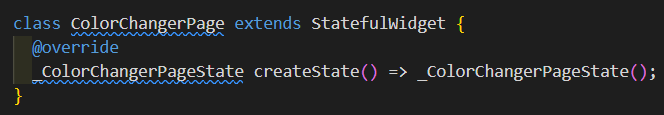 class ColorChangerPage extends StatefulWidget {
  @override
  _ColorChangerPageState createState() => _ColorChangerPageState();
}